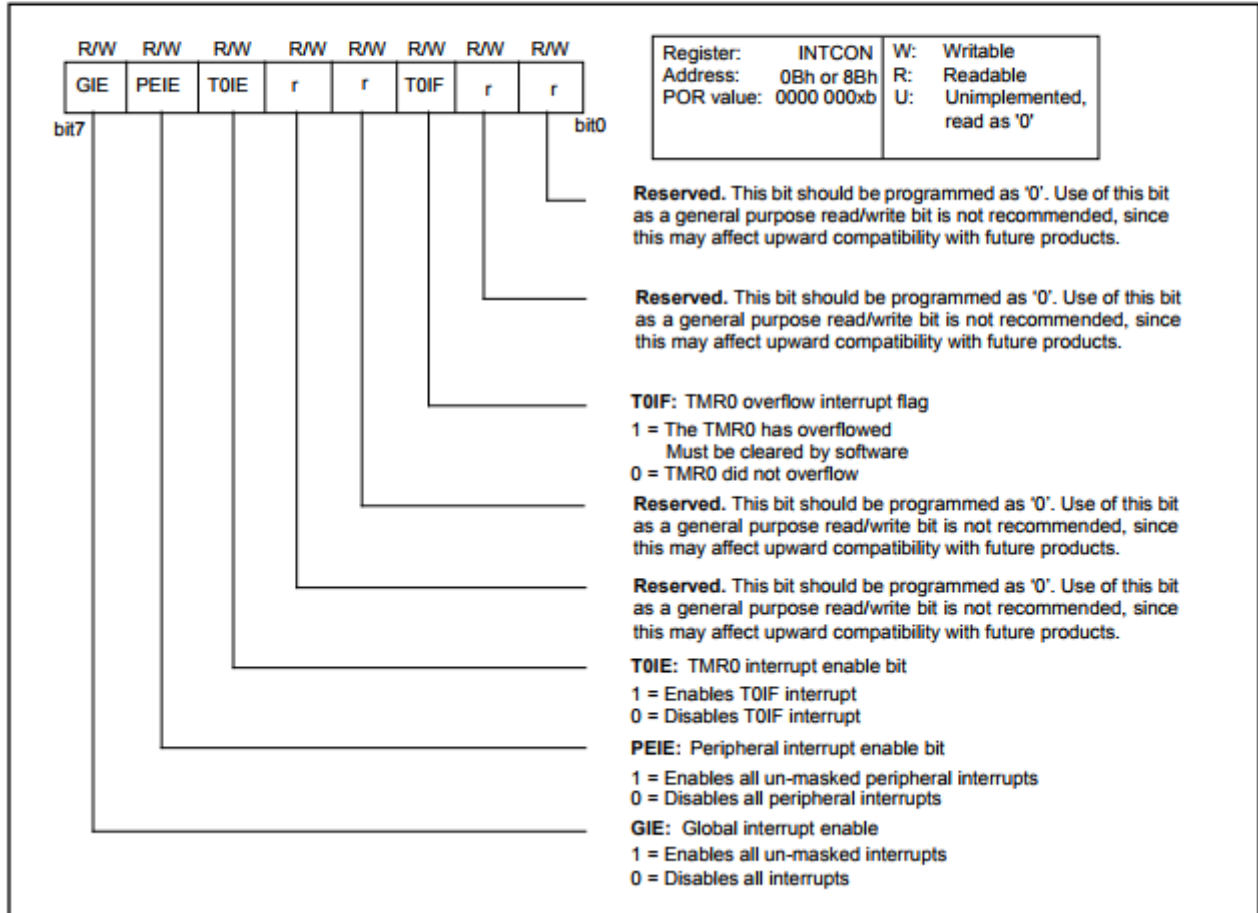 R/W R/W R/W R/W R/W R/W R/W R/W
GIE PEIE T0IE r r T0IF r r
bit7 bit0
Register: INTCON
Address: 0Bh or 8Bh
POR value: 0000 000xb
W: Writable
R: Readable
U: Unimplemented,
read as '0'
Reserved. This bit should be programmed as '0'. Use of this bit
as a general purpose read/write bit is not recommended, since
this may affect upward compatibility with future products.
Reserved. This bit should be programmed as '0'. Use of this bit
as a general purpose read/write bit is not recommended, since
this may affect upward compatibility with future products.
T0IF: TMR0 overflow interrupt flag
1 = The TMR0 has overflowed
Must be cleared by software
0 = TMR0 did not overflow
Reserved. This bit should be programmed as '0'. Use of this bit
as a general purpose read/write bit is not recommended, since
this may affect upward compatibility with future products.
Reserved. This bit should be programmed as '0'. Use of this bit
as a general purpose read/write bit is not recommended, since
this may affect upward compatibility with future products.
T0IE: TMR0 interrupt enable bit
1 = Enables T0IF interrupt
0 = Disables T0IF interrupt
PEIE: Peripheral interrupt enable bit
1 = Enables all un-masked peripheral interrupts
0 = Disables all peripheral interrupts
GIE: Global interrupt enable
1 = Enables all un-masked interrupts
0 = Disables all interrupts